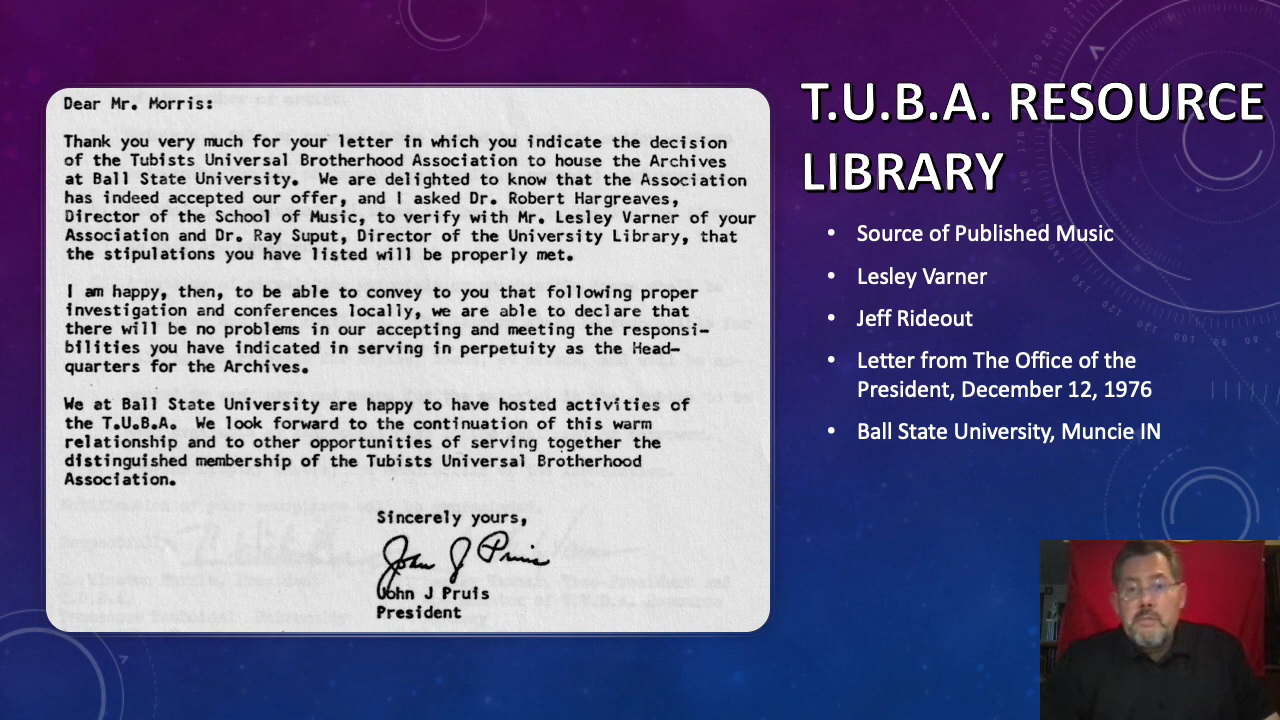 Dear Mr. Morris:
Thank you very much for your letter in which you indicate the decision
of the Tubists Universal Brotherhood Association to house the Archives
at Ball State University. We are delighted to know that the Association
has indeed accepted our offer, and I asked Dr. Robert Hargreaves,
Director of the School of Music, to verify with Mr. Lesley Varner of your
Association and Dr. Ray Suput, Director of the University Library, that
the stipulations you have listed will be properly met.
I am happy, then, to be able to convey to you that following proper
investigation and conferences locally, we are able to declare that
there will be no problems in our accepting and meeting the responsi-
bilities you have indicated in serving in perpetuity as the Head-
quarters for the Archives.
We at Ball State University are happy to have hosted activities of
the T.U.B.A. We look forward to the continuation of this warm
relationship and to other opportunities of serving together the
distinguished membership of the Tubists Universal Brotherhood
Association.
Sincerely yours,
John J Pruis
John J Pruis
President
T.U.B.A. RESOURCE
LIBRARY
• Source of Published Music
• Lesley Varner
• Jeff Rideout
• Letter from The Office of the
President, December 12, 1976
• Ball State University, Muncie IN